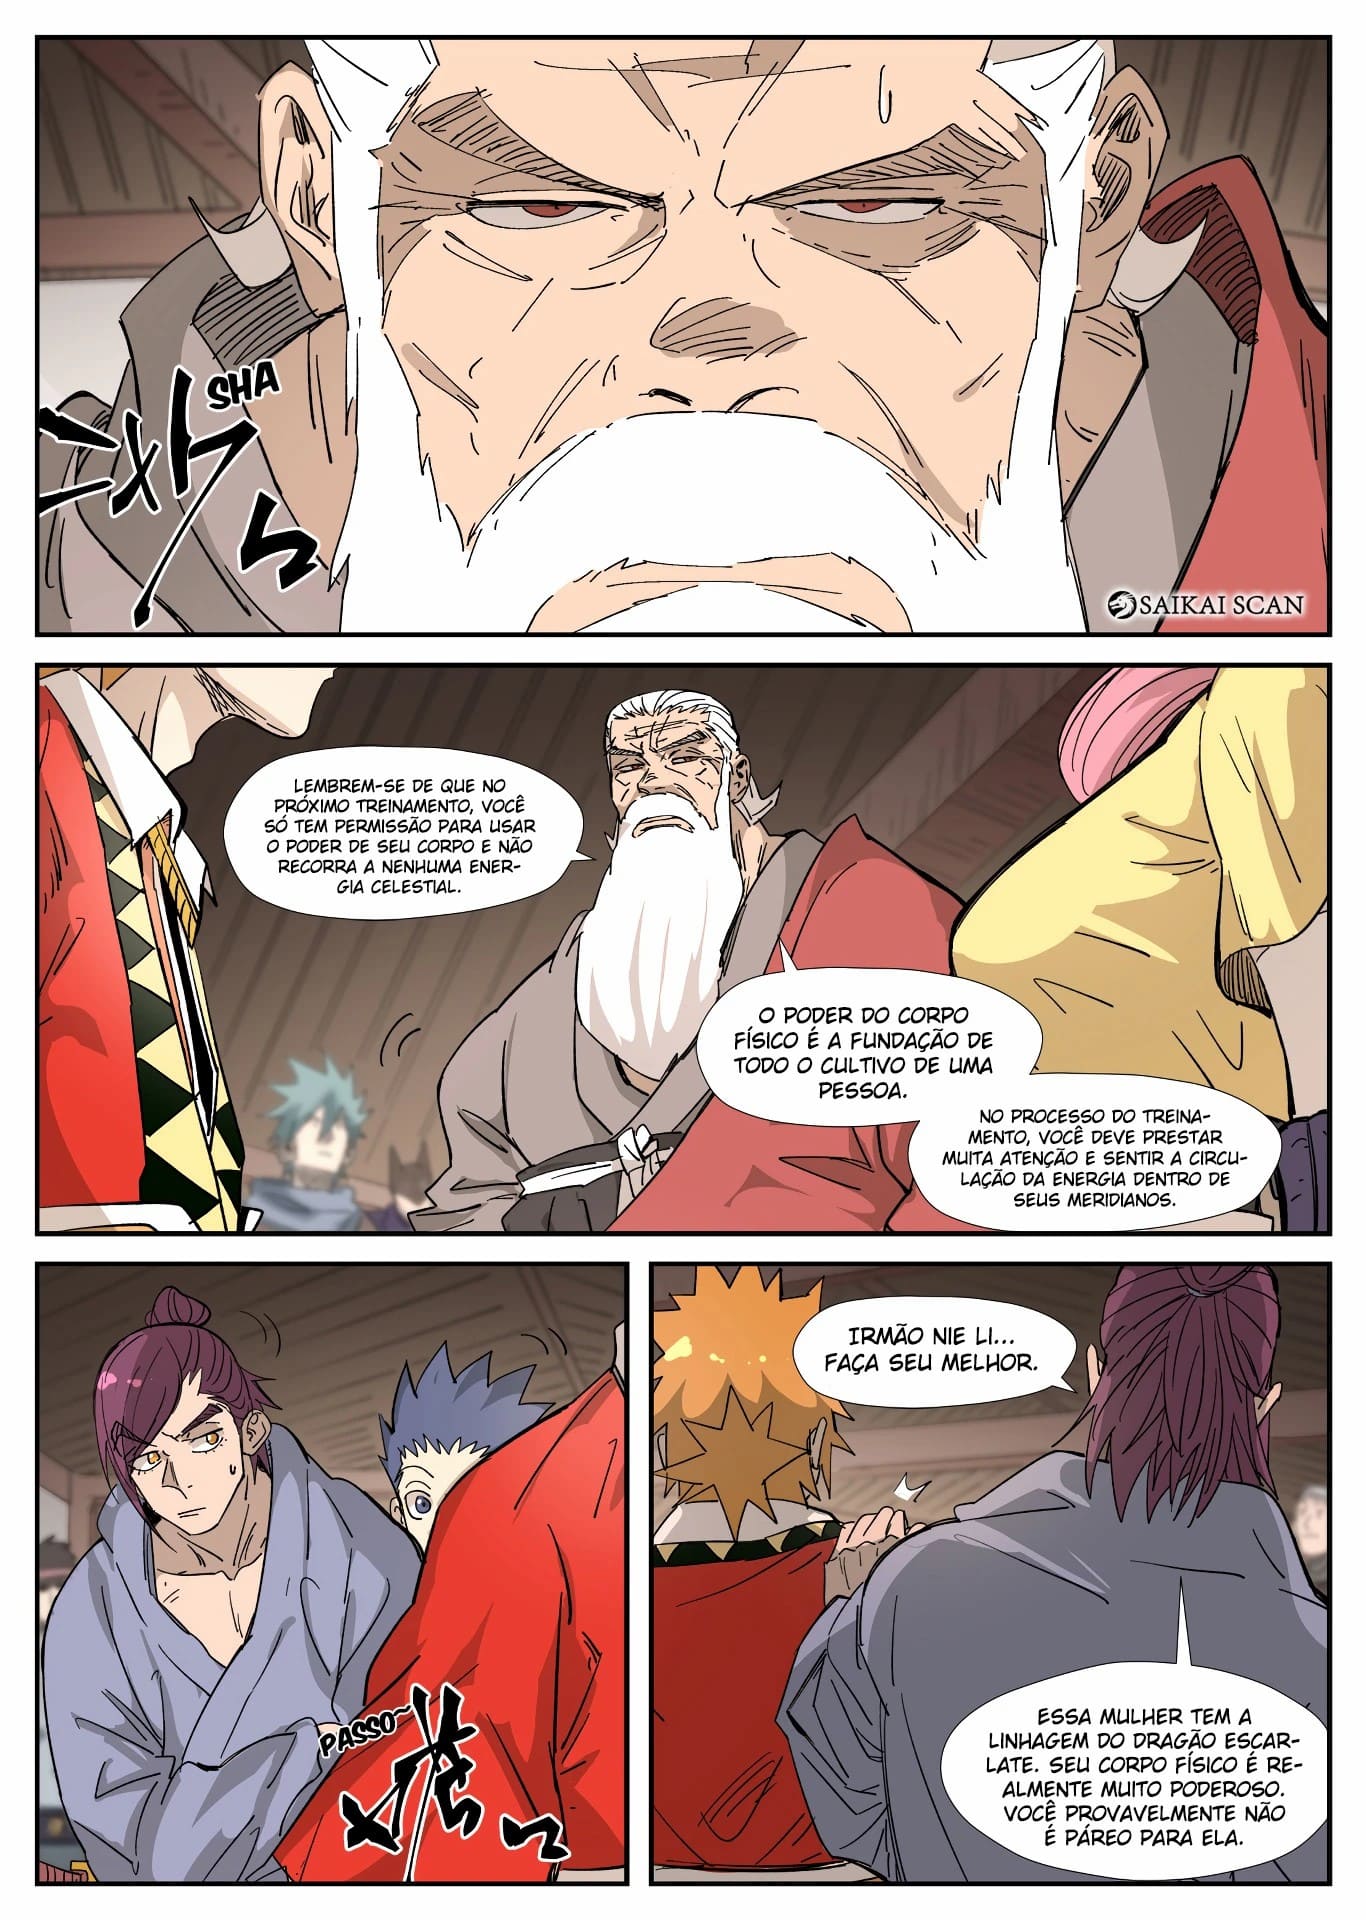 SHA
SAIKAI SCAN
LEMBREM-SE DE QUE NO
PRÓXIMO TREINAMENTO, VOCÊ
SÓ TEM PERMISSÃO PARA USAR
O PODER DE SEU CORPO E NÃO
RECORRA A NENHUMA ENER-
GIA CELESTIAL.
O PODER DO CORPO
FÍSICO É A FUNDAÇÃO DE
TODO O CULTIVO DE UMA
PESSOA.
NO PROCESSO DO TREINA-
MENTO, VOCÊ DEVE PRESTAR
MUITA ATENÇÃO E SENTIR A CIRCU-
LAÇÃO DA ENERGIA DENTRO DE
SEUS MERIDIANOS.
PASSO~
IRMÃO NIE LI...
FAÇA SEU MELHOR.
ESSA MULHER TEM A
LINHAGEM DO DRAGÃO ESCAR-
LATE. SEU CORPO FÍSICO É RE-
ALMENTE MUITO PODEROSO.
VOCÊ PROVAVELMENTE NÃO
É PÁREO PARA ELA.